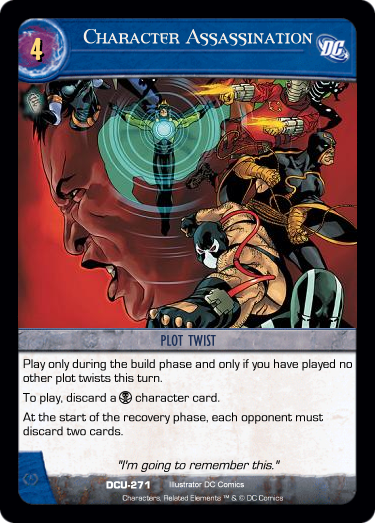 4
Character Assassination
DC
PLOT TWIST
Play only during the build phase and only if you have played no
other plot twists this turn.
To play, discard a character card.
At the start of the recovery phase, each opponent must
discard two cards.
"I'm going to remember this."
DCU-271 Illustrator DC Comics
Characters, Related Elements ™ & © DC Comics